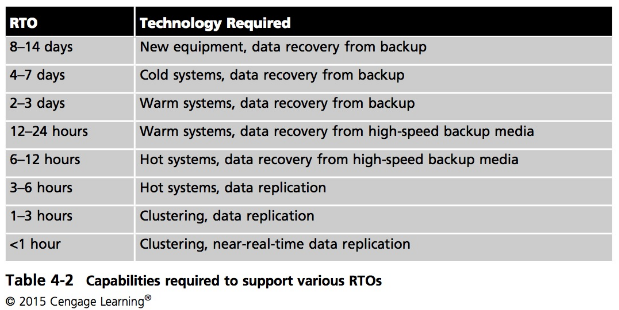 RTO Technology Required
8–14 days New equipment, data recovery from backup
4–7 days Cold systems, data recovery from backup
2–3 days Warm systems, data recovery from backup
12–24 hours Warm systems, data recovery from high-speed backup media
6–12 hours Hot systems, data recovery from high-speed backup media
3–6 hours Hot systems, data replication
1–3 hours Clustering, data replication
<1 hour Clustering, near-real-time data replication
Table 4-2 Capabilities required to support various RTOs
© 2015 Cengage Learning®